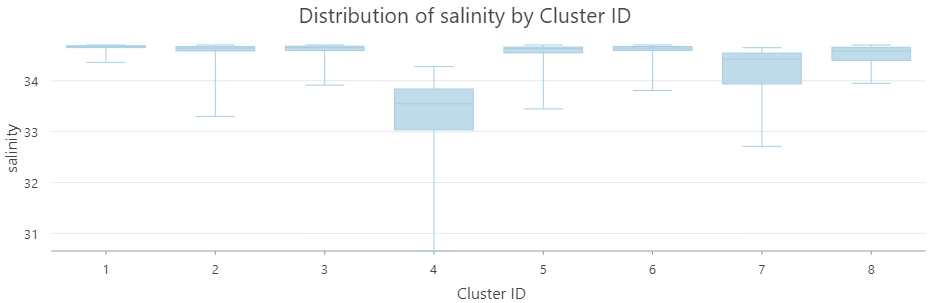 Distribution of salinity by Cluster ID
salinity
34
33
32
31
1 2 3 4 5 6 7 8
Cluster ID